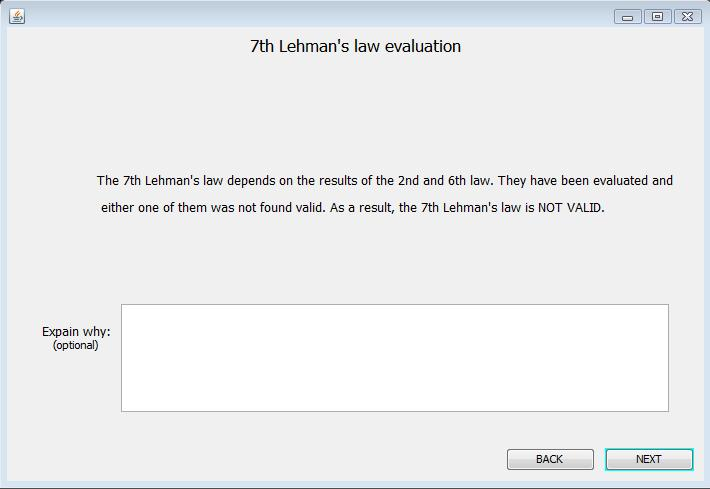 7th Lehman's law evaluation
The 7th Lehman's law depends on the results of the 2nd and 6th law. They have been evaluated and
either one of them was not found valid. As a result, the 7th Lehman's law is NOT VALID.
Expain why:
(optional)
BACK NEXT